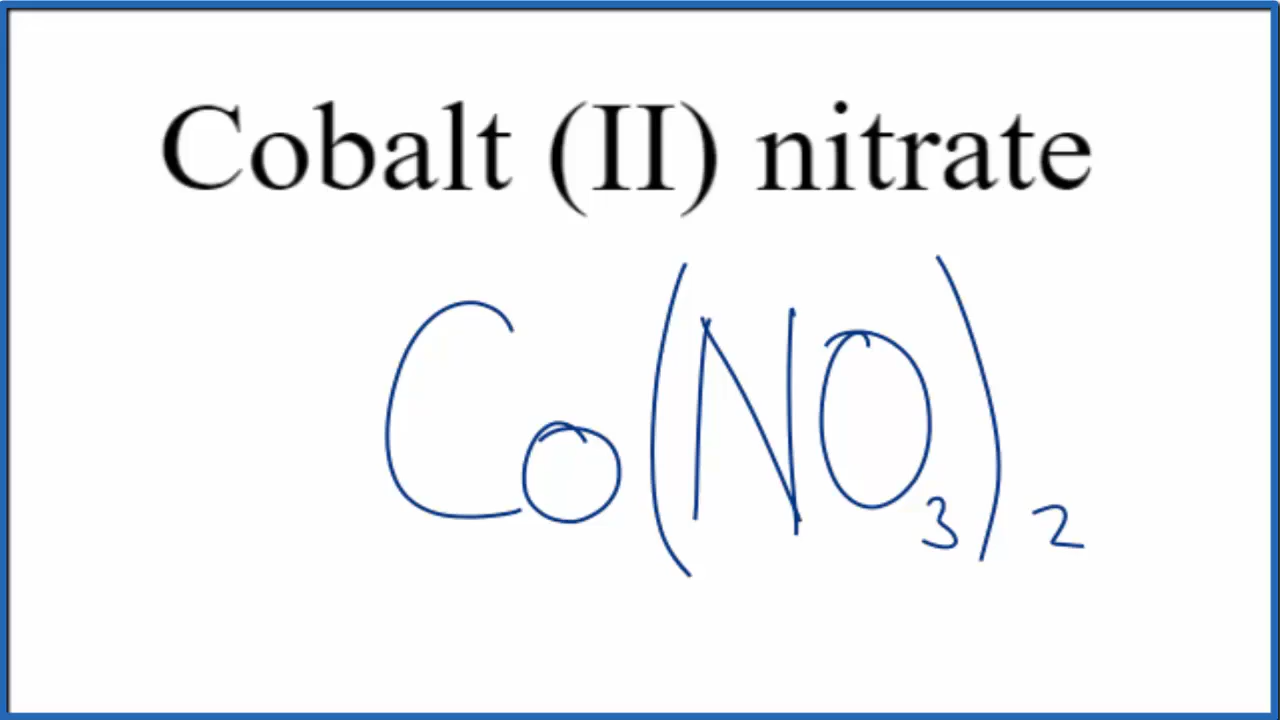 Cobalt (II) nitrate
Co(NO₃)₂